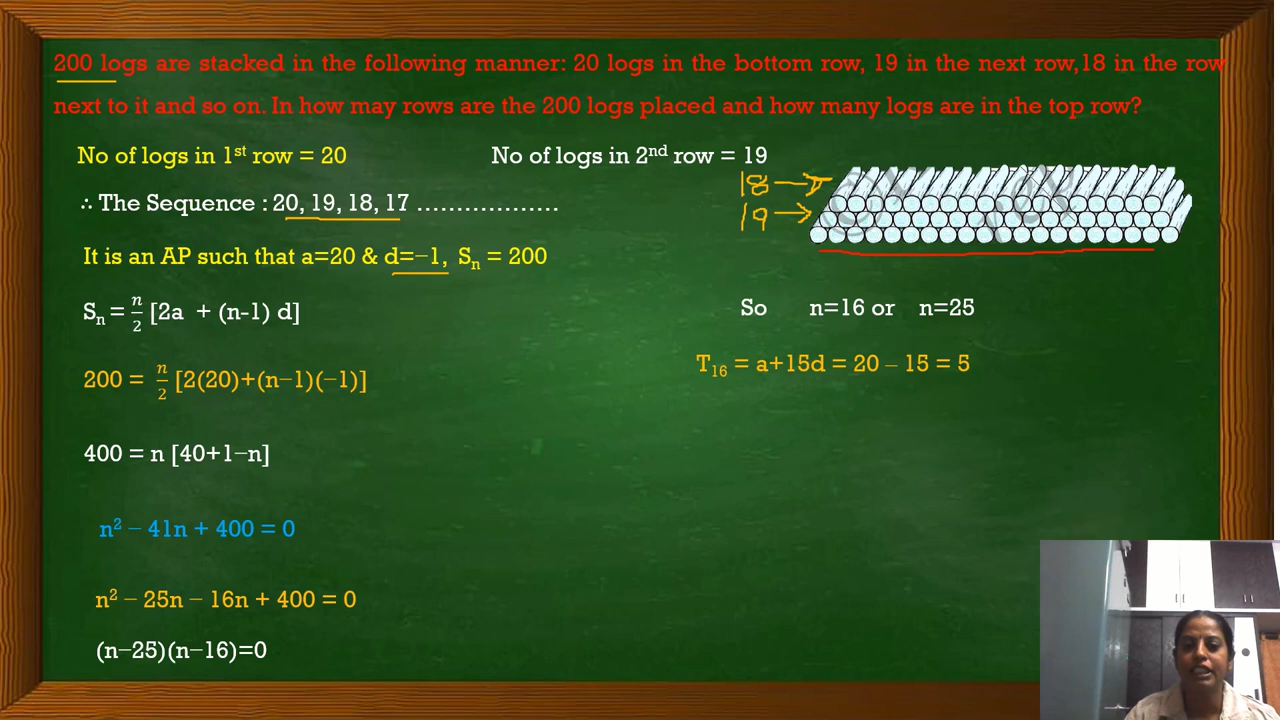 200 logs are stacked in the following manner: 20 logs in the bottom row, 19 in the next row,18 in the row
next to it and so on. In how may rows are the 200 logs placed and how many logs are in the top row?
No of logs in 1st row = 20
No of logs in 2nd row = 19
∴ The Sequence : 20, 19, 18, 17 ………………
18
19
It is an AP such that a=20 & d=−1, Sn = 200
Sn = n/2 [2a + (n-1) d]
200 = n/2 [2(20)+(n−1)(−1)]
400 = n [40+1−n]
n² − 41n + 400 = 0
n² − 25n − 16n + 400 = 0
(n−25)(n−16)=0
So n=16 or n=25
T16 = a+15d = 20 – 15 = 5